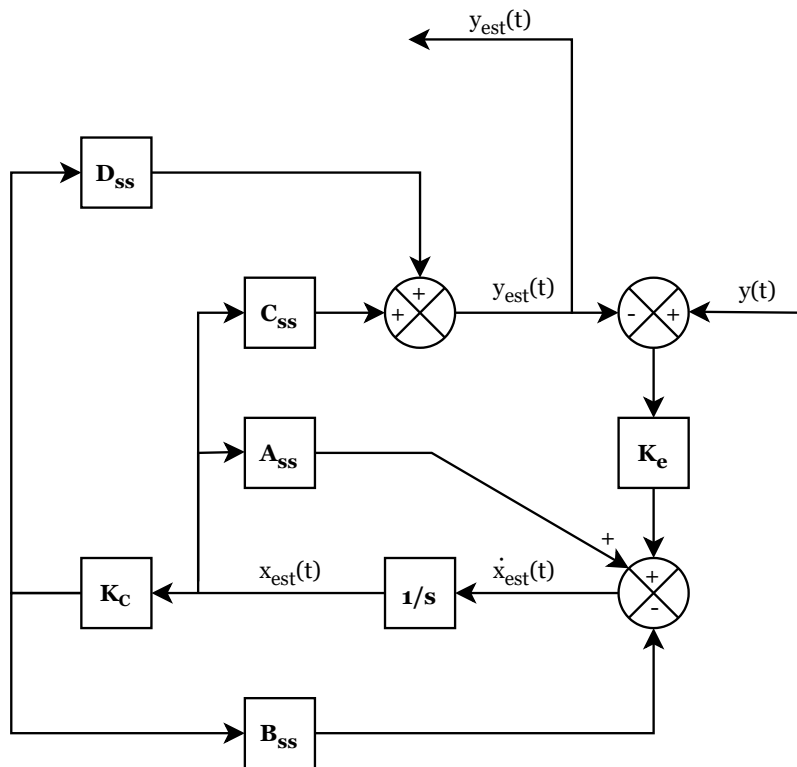 y_est(t)
D_ss
+
C_ss
+
y_est(t)
-
+
y(t)
A_ss
K_e
+
K_C
x_est(t)
1/s
ẋ_est(t)
+
-
B_ss